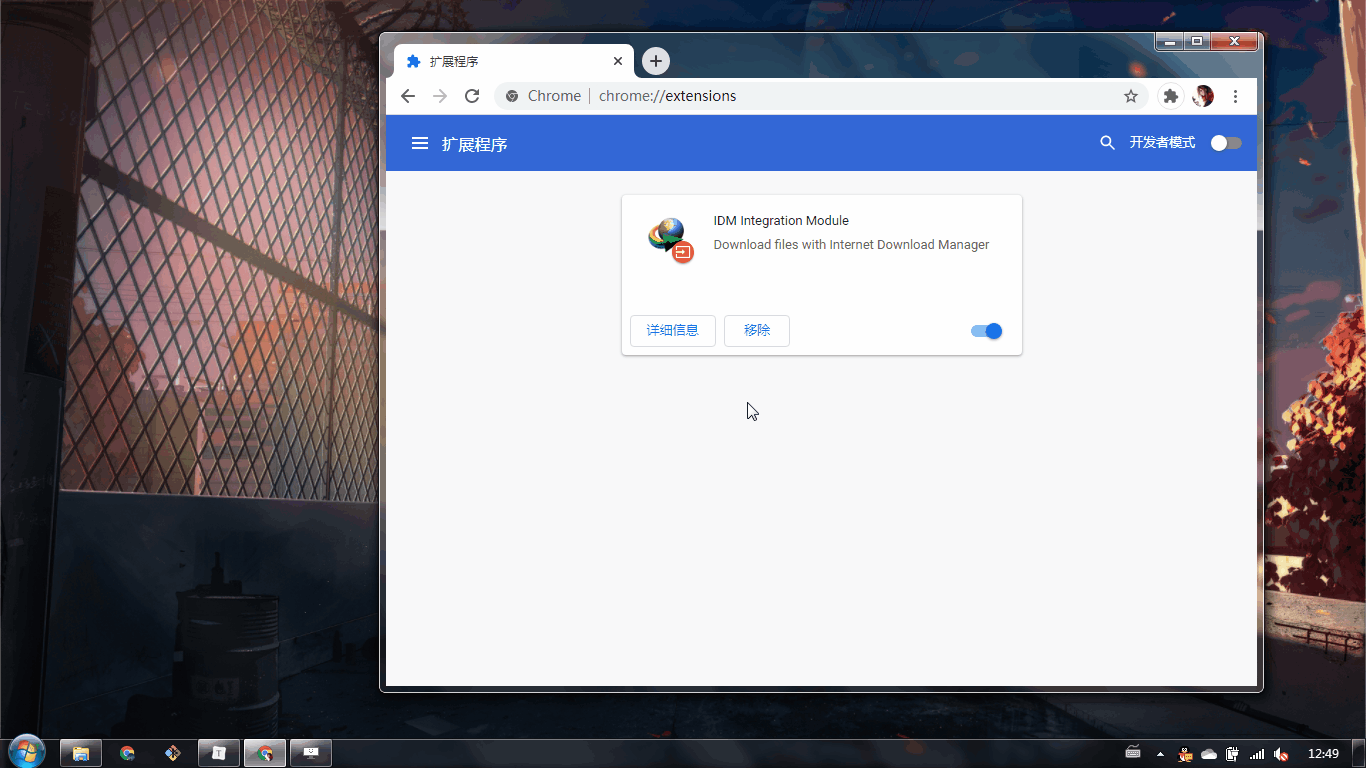 扩展程序
Chrome | chrome://extensions
扩展程序
开发者模式
IDM Integration Module
Download files with Internet Download Manager
详细信息
移除
T
12:49